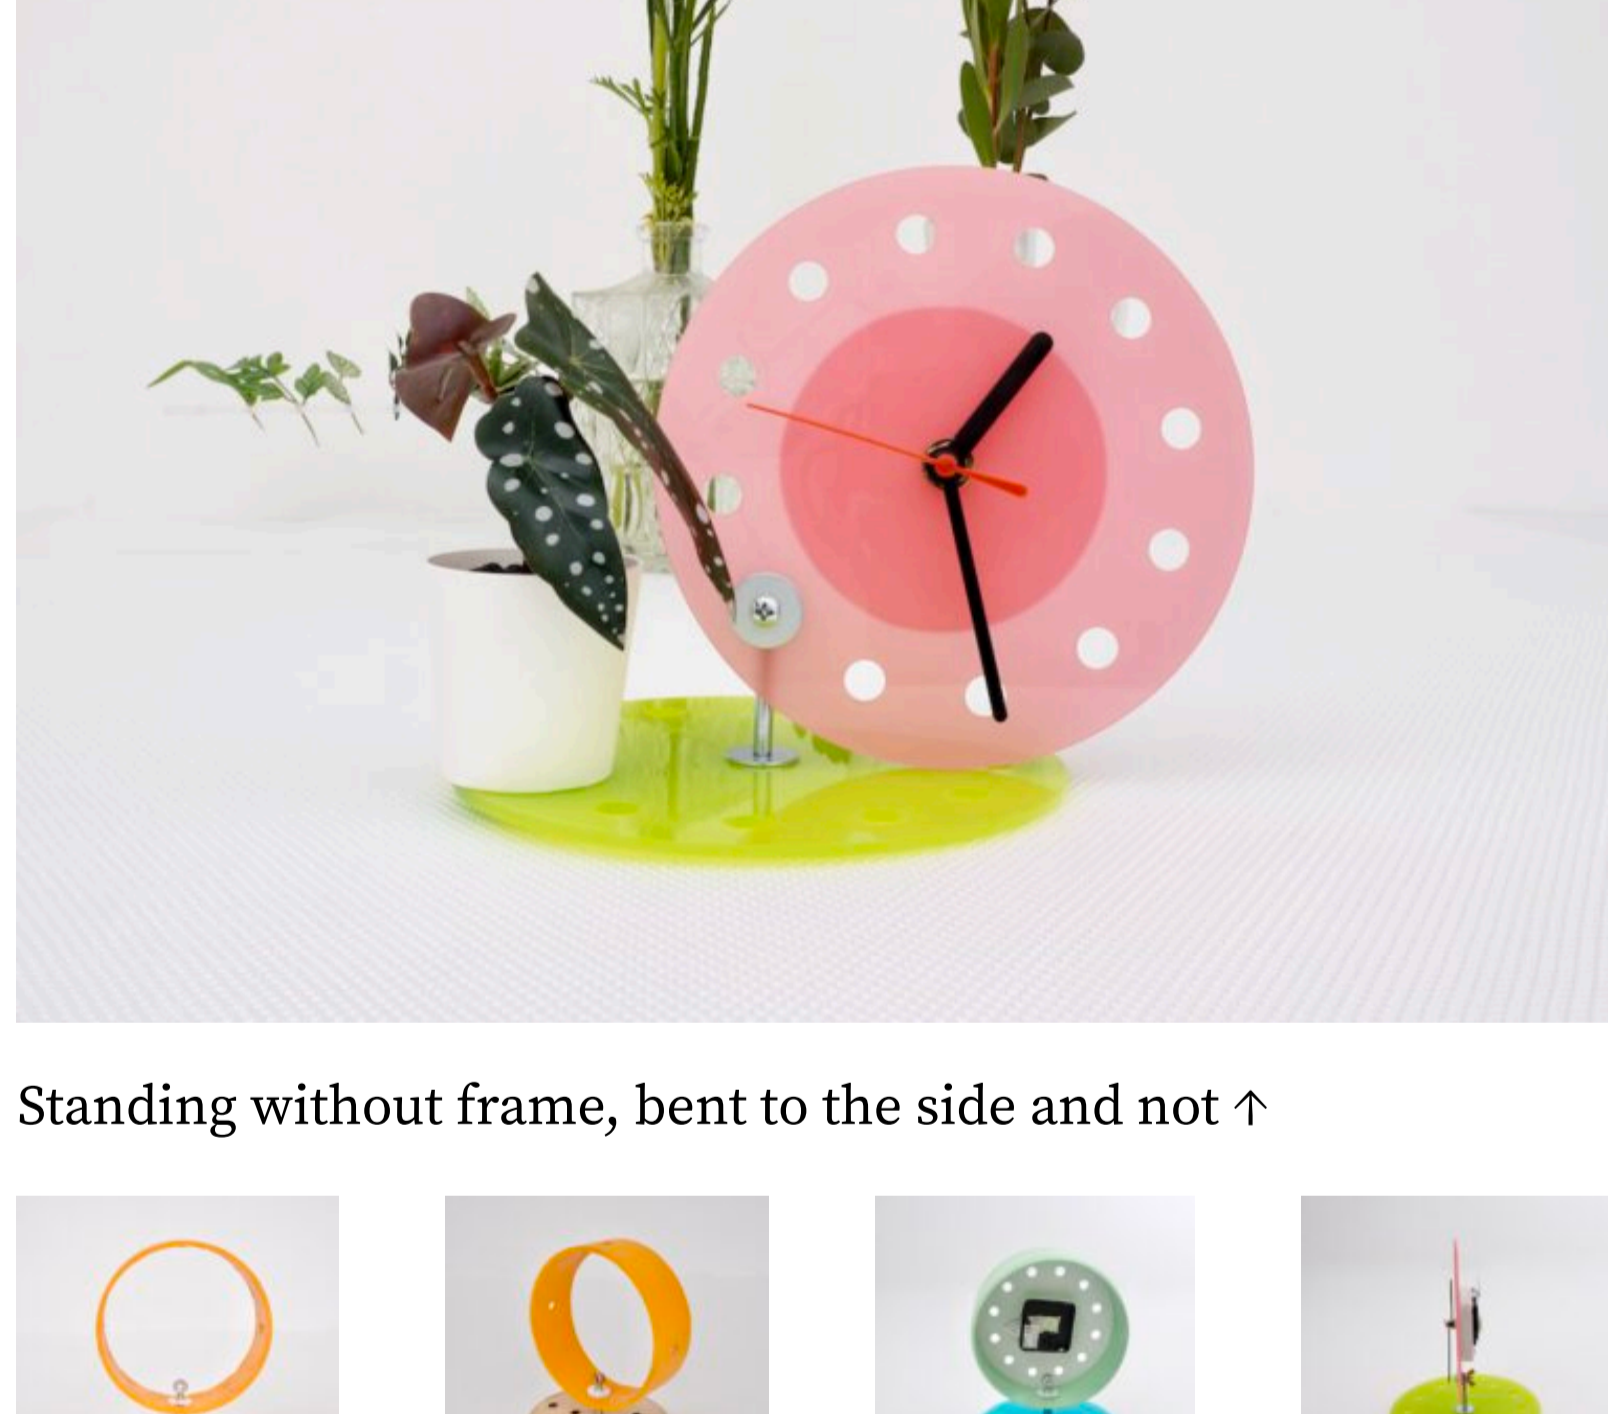 Standing without frame, bent to the side and not ↑